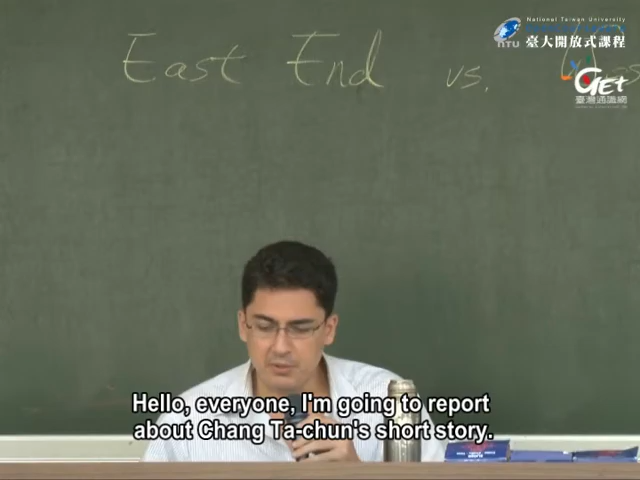 National Taiwan University
臺大開放式課程
NTU
East End vs.
GET
臺灣通識網
Hello, everyone, I'm going to report
about Chang Ta-chun's short story.